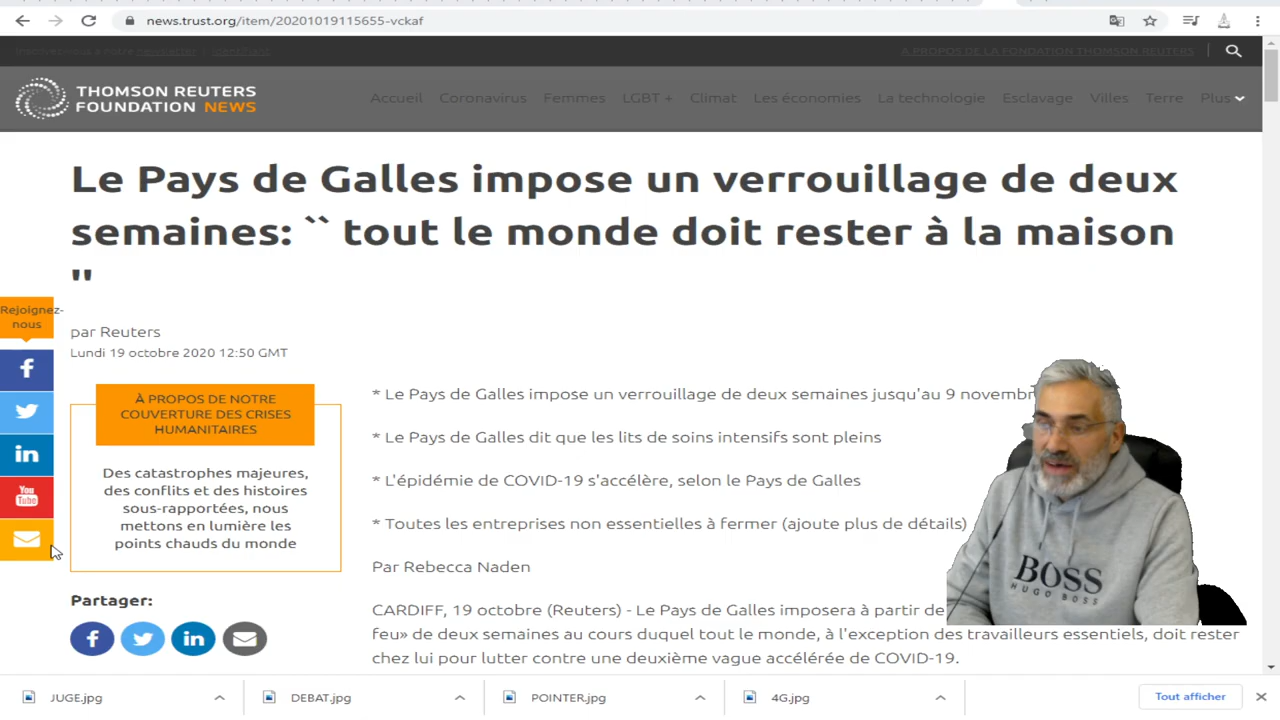 news.trust.org/item/20201019115655-vckaf
Inscrivez-vous à notre newsletter | Identifiant
A PROPOS DE LA FONDATION THOMSON REUTERS
THOMSON REUTERS
FOUNDATION NEWS
Accueil Coronavirus Femmes LGBT + Climat Les économies La technologie Esclavage Villes Terre Plus
Le Pays de Galles impose un verrouillage de deux
semaines: `` tout le monde doit rester à la maison
''
Rejoignez-
nous
par Reuters
Lundi 19 octobre 2020 12:50 GMT
You
Tube
À PROPOS DE NOTRE
COUVERTURE DES CRISES
HUMANITAIRES
Des catastrophes majeures,
des conflits et des histoires
sous-rapportées, nous
mettons en lumière les
points chauds du monde
Partager:
* Le Pays de Galles impose un verrouillage de deux semaines jusqu'au 9 novembr
* Le Pays de Galles dit que les lits de soins intensifs sont pleins
* L'épidémie de COVID-19 s'accélère, selon le Pays de Galles
* Toutes les entreprises non essentielles à fermer (ajoute plus de détails)
Par Rebecca Naden
CARDIFF, 19 octobre (Reuters) - Le Pays de Galles imposera à partir de
feu» de deux semaines au cours duquel tout le monde, à l'exception des travailleurs essentiels, doit rester
chez lui pour lutter contre une deuxième vague accélérée de COVID-19.
BOSS
HUGO BOSS
JUGE.jpg
DEBAT.jpg
POINTER.jpg
4G.jpg
Tout afficher